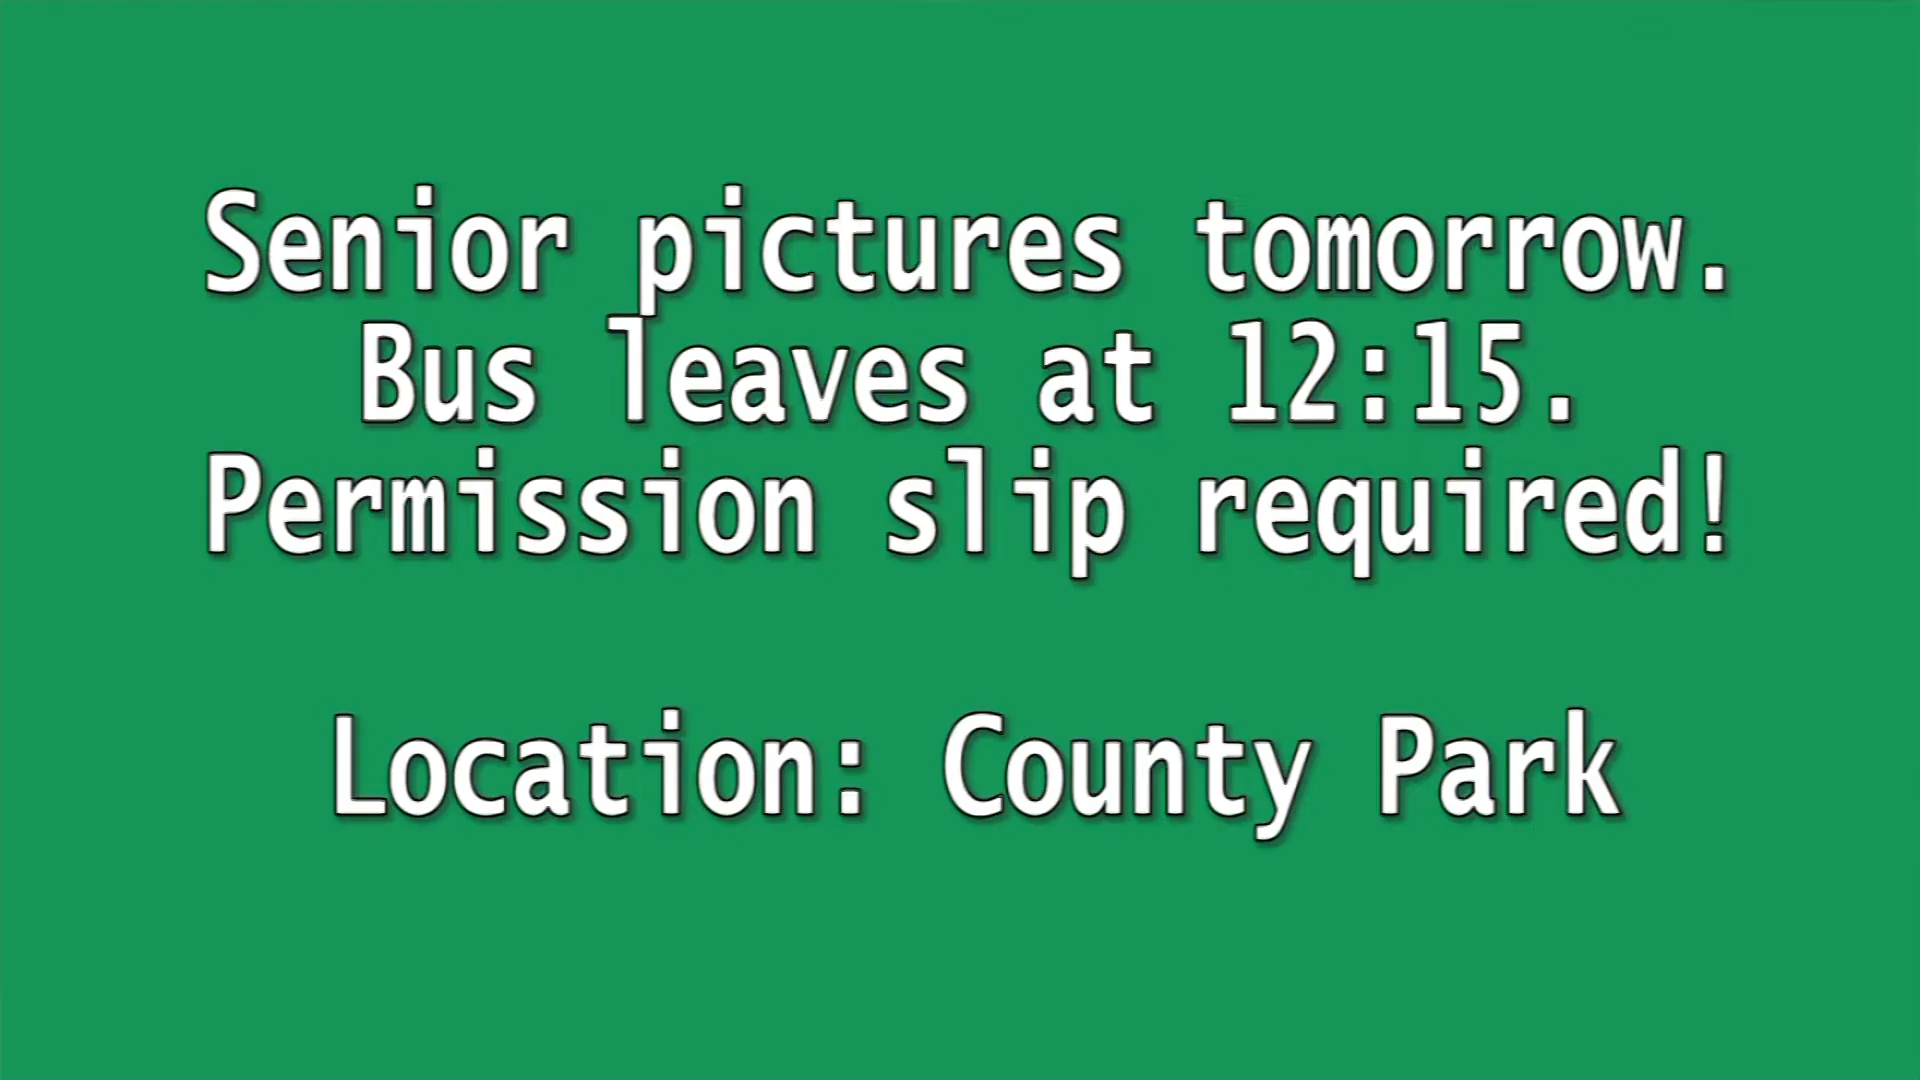 Senior pictures tomorrow.
Bus leaves at 12:15.
Permission slip required!
Location: County Park